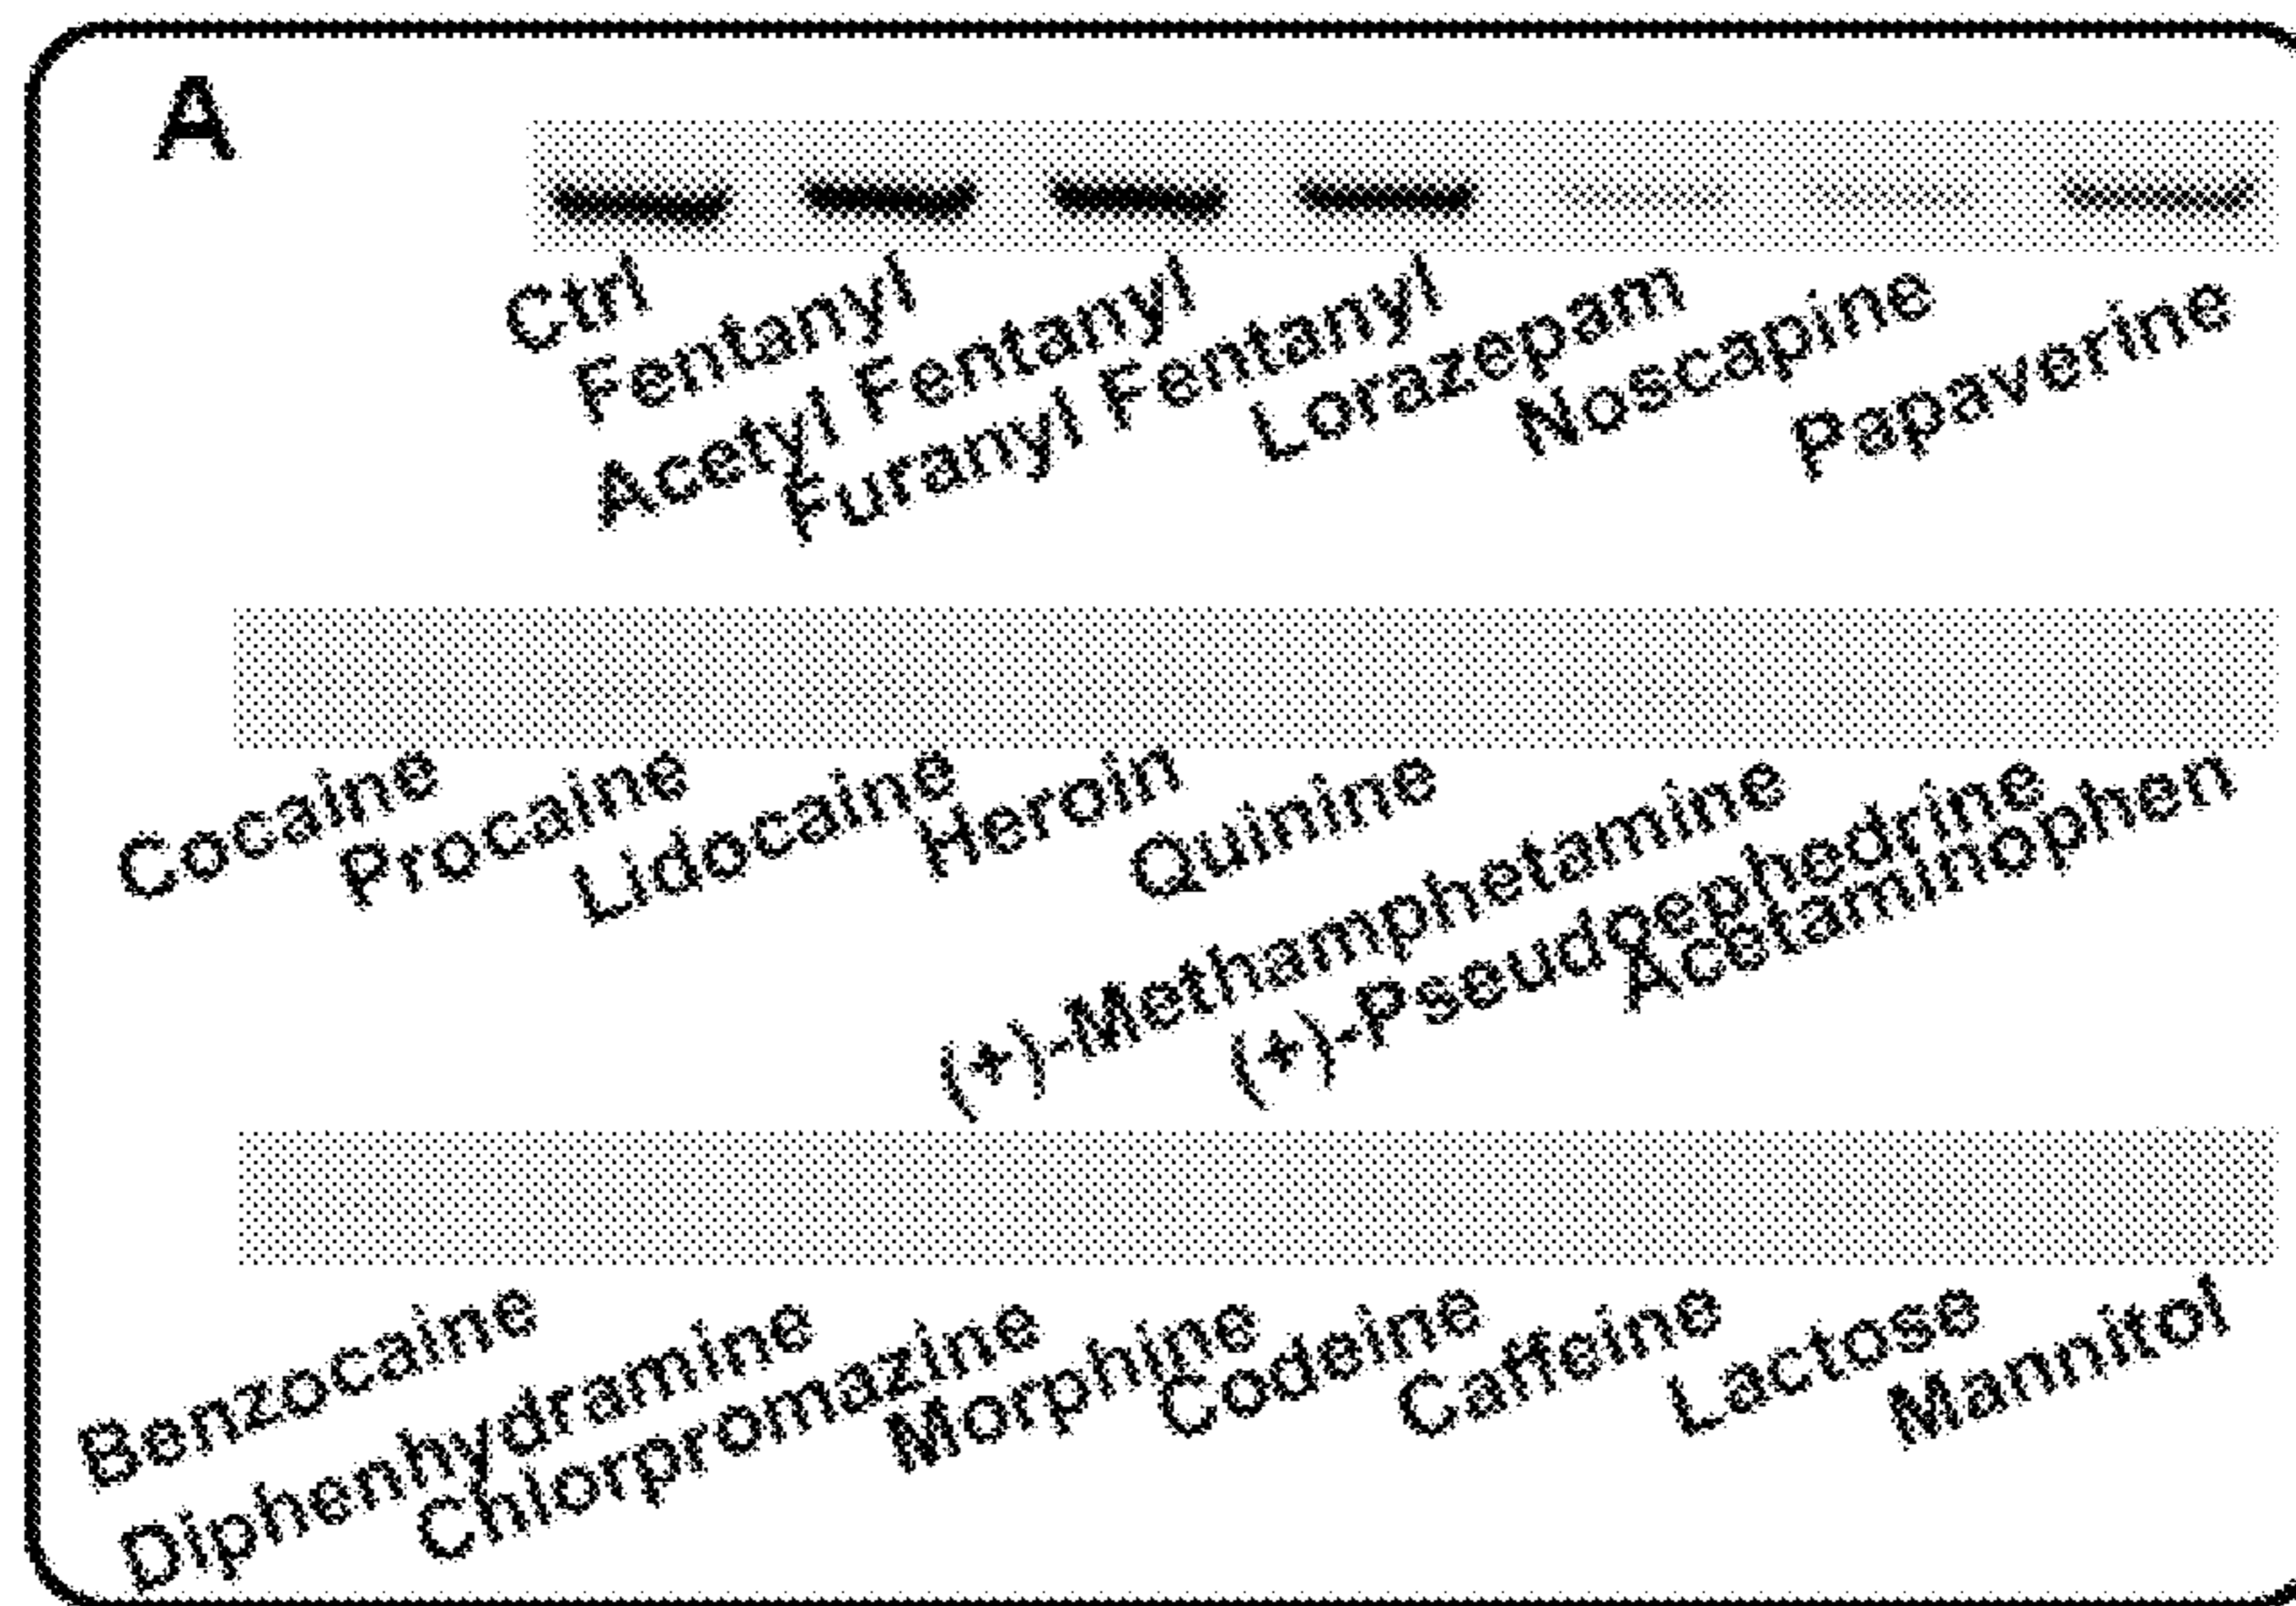 A
Ctrl
Fentanyl
Acetyl Fentanyl
Furanyl Fentanyl
Lorazepam
Noscapine
Papaverine
Cocaine
Procaine
Lidocaine
Heroin
Quinine
(+)-Methamphetamine
(+)-Pseudoephedrine
Acetaminophen
Benzocaine
Diphenhydramine
Chlorpromazine
Morphine
Codeine
Caffeine
Lactose
Mannitol